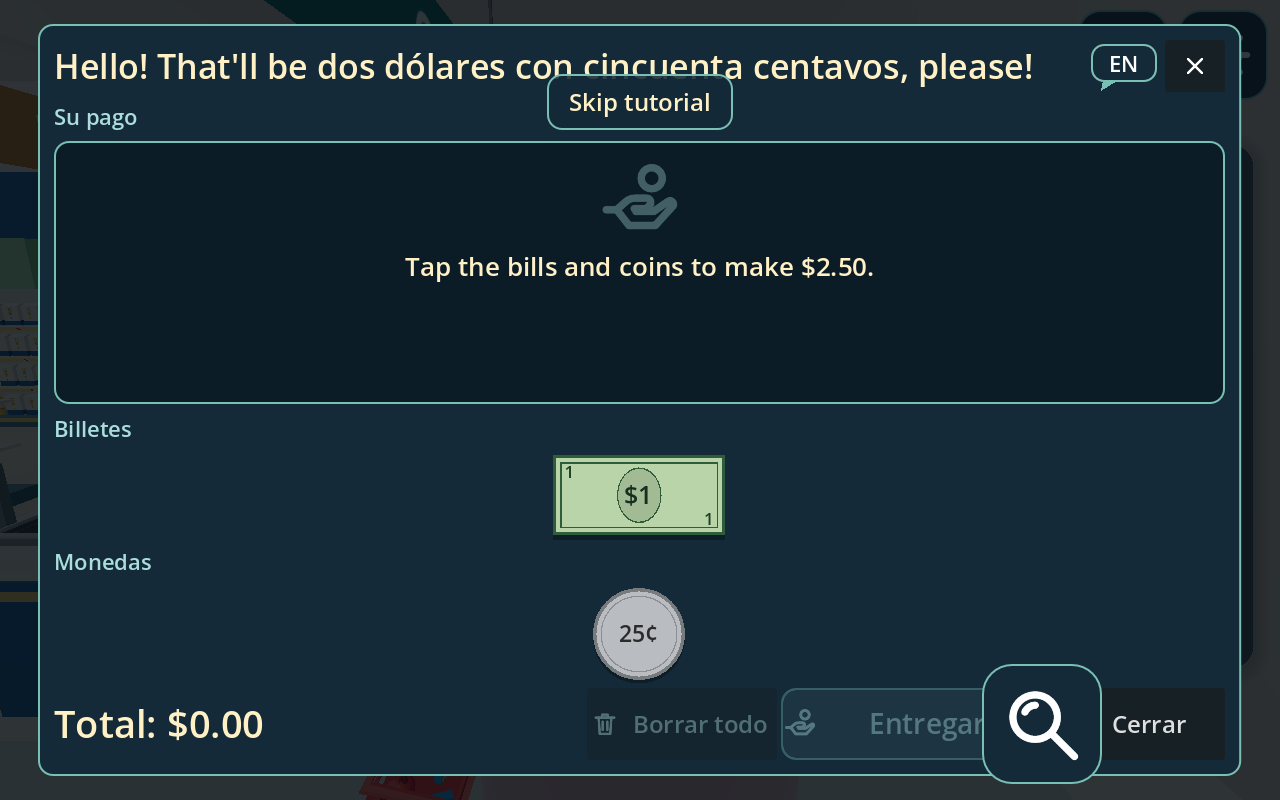 Hello! That'll be dos dólares con cincuenta centavos, please!
EN
Skip tutorial
Su pago
Tap the bills and coins to make $2.50.
Billetes
1
$1
1
Monedas
25¢
Total: $0.00
Borrar todo
Entregar
Cerrar